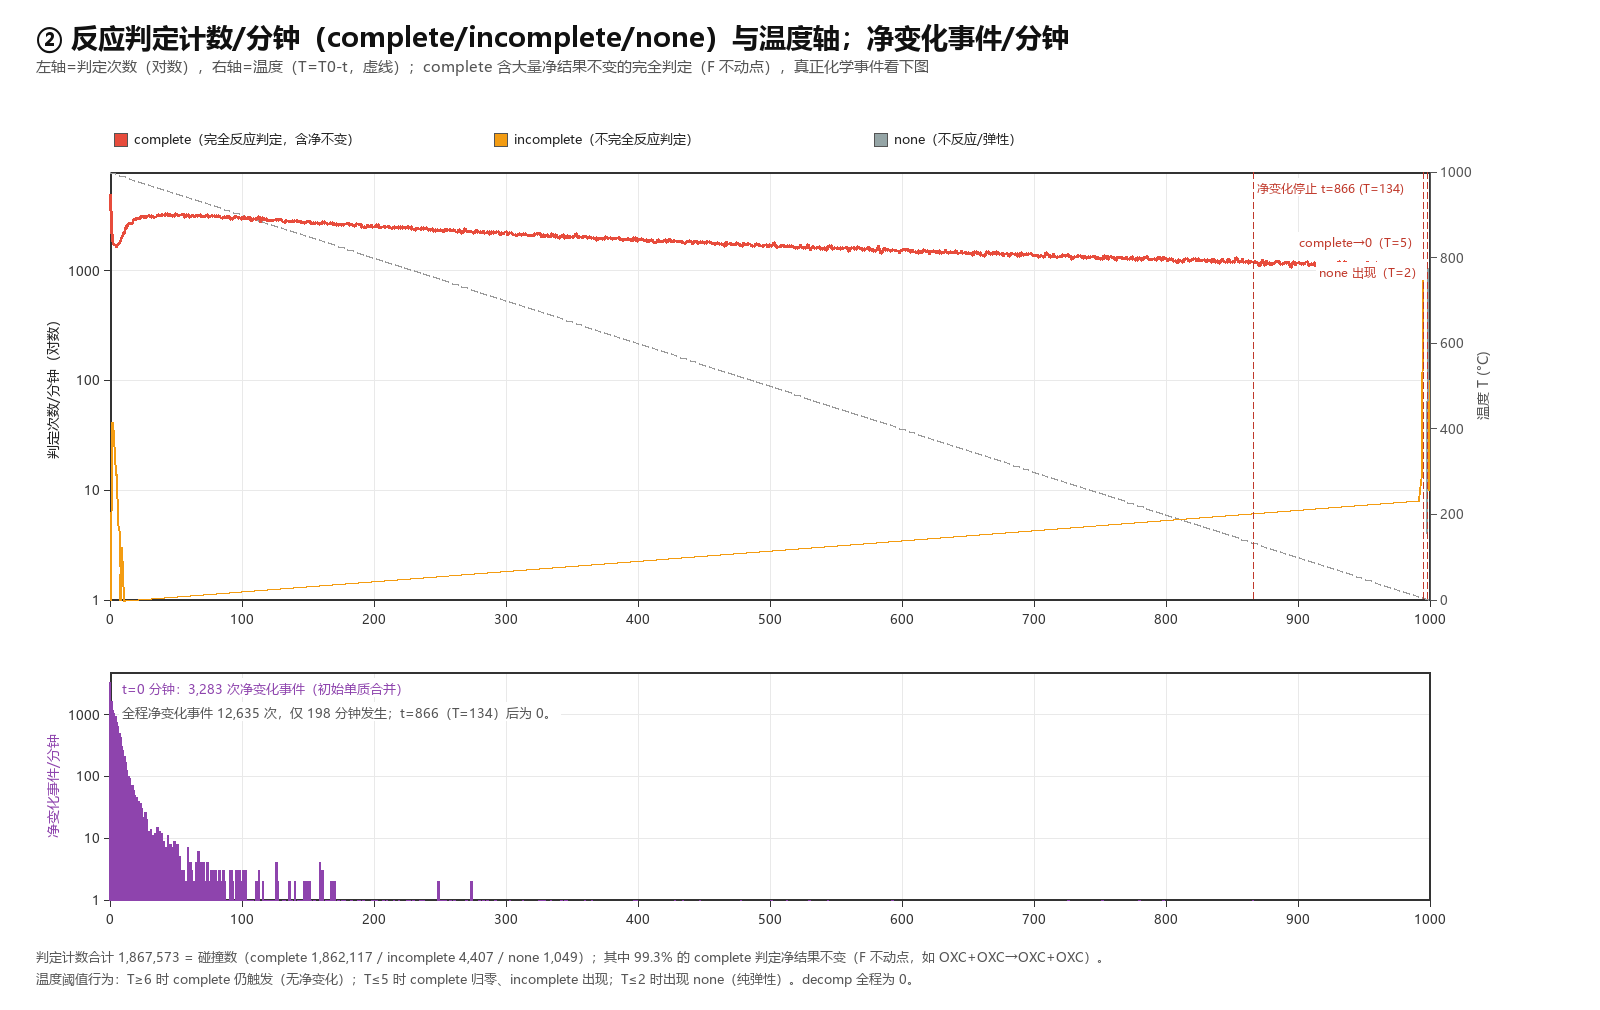 ② 反应判定计数/分钟（complete/incomplete/none）与温度轴；净变化事件/分钟
左轴=判定次数（对数），右轴=温度（T=T0-t，虚线）；complete 含大量净结果不变的完全判定（F 不动点），真正化学事件看下图
complete（完全反应判定，含净不变）
incomplete（不完全反应判定）
none（不反应/弹性）
净变化停止 t=866 (T=134)
complete→0（T=5）
none 出现（T=2）
判定次数/分钟（对数）
1000
100
10
1
温度 T (°C)
1000
800
600
400
200
0
0 100 200 300 400 500 600 700 800 900 1000
t=0 分钟：3,283 次净变化事件（初始单质合并）
全程净变化事件 12,635 次，仅 198 分钟发生；t=866（T=134）后为 0。
净变化事件/分钟
1000
100
10
1
0 100 200 300 400 500 600 700 800 900 1000
判定计数合计 1,867,573 = 碰撞数（complete 1,862,117 / incomplete 4,407 / none 1,049）；其中 99.3% 的 complete 判定净结果不变（F 不动点，如 OXC+OXC→OXC+OXC）。
温度阈值行为：T≥6 时 complete 仍触发（无净变化）；T≤5 时 complete 归零、incomplete 出现；T≤2 时出现 none（纯弹性）。decomp 全程为 0。